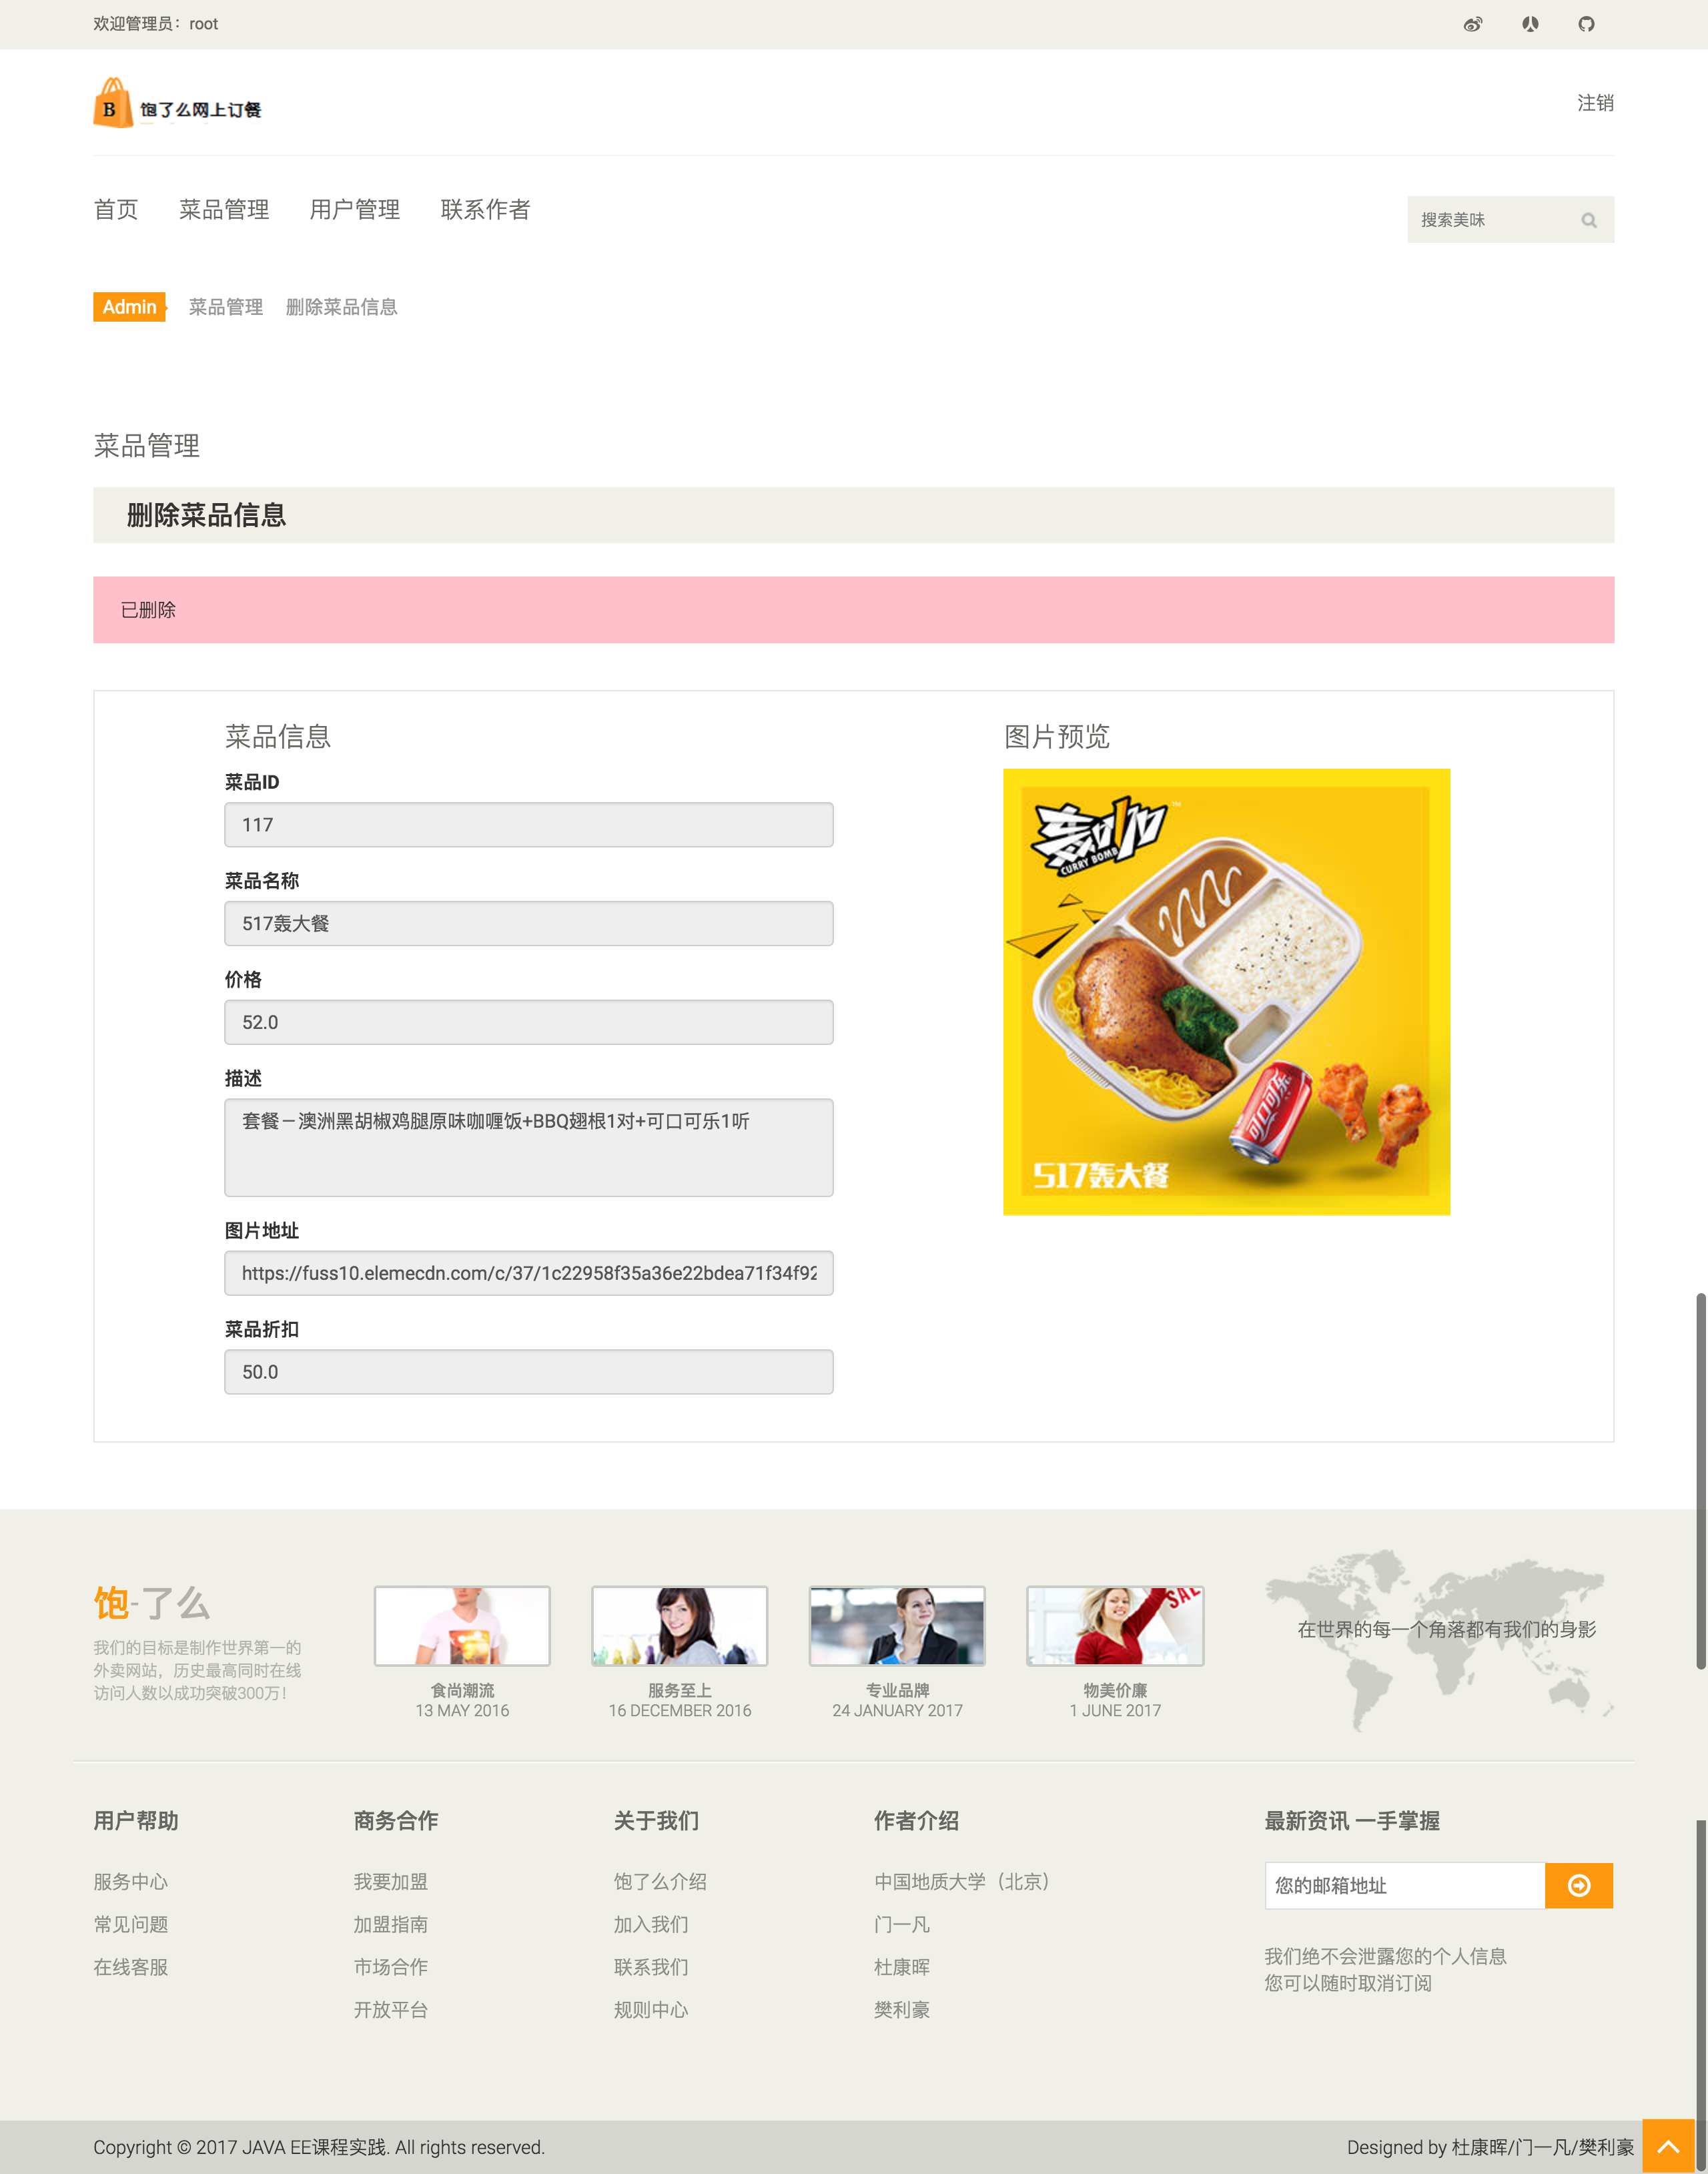 欢迎管理员：root
B 饱了么网上订餐
注销
首页 菜品管理 用户管理 联系作者
搜索美味
Admin 菜品管理 删除菜品信息
菜品管理
删除菜品信息
已删除
菜品信息
菜品ID
117
菜品名称
517轰大餐
价格
52.0
描述
套餐－澳洲黑胡椒鸡腿原味咖喱饭+BBQ翅根1对+可口可乐1听
图片地址
https://fuss10.elemecdn.com/c/37/1c22958f35a36e22bdea71f34f92
菜品折扣
50.0
图片预览
轰咖 TM
CURRY BOMB
可口可乐
517轰大餐
饱-了么
我们的目标是制作世界第一的
外卖网站，历史最高同时在线
访问人数以成功突破300万！
食尚潮流
13 MAY 2016
服务至上
16 DECEMBER 2016
专业品牌
24 JANUARY 2017
SALE
物美价廉
1 JUNE 2017
在世界的每一个角落都有我们的身影
用户帮助
服务中心
常见问题
在线客服
商务合作
我要加盟
加盟指南
市场合作
开放平台
关于我们
饱了么介绍
加入我们
联系我们
规则中心
作者介绍
中国地质大学（北京）
门一凡
杜康晖
樊利豪
最新资讯 一手掌握
您的邮箱地址
我们绝不会泄露您的个人信息
您可以随时取消订阅
Copyright © 2017 JAVA EE课程实践. All rights reserved.
Designed by 杜康晖/门一凡/樊利豪